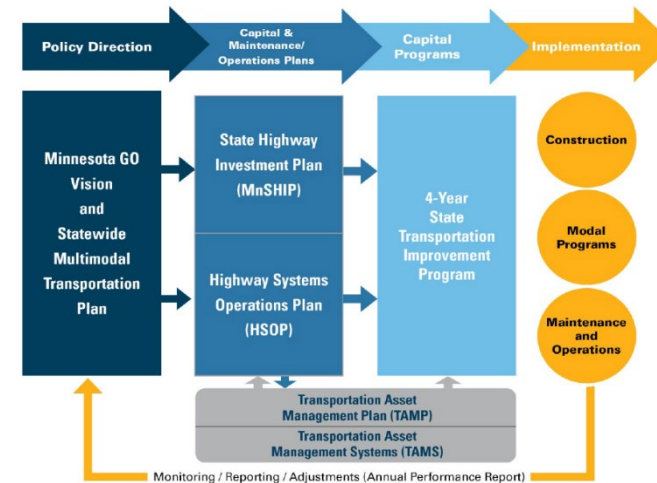 Policy Direction
Capital &
Maintenance/
Operations Plans
Capital
Programs
Implementation
Minnesota GO
Vision
and
Statewide
Multimodal
Transportation
Plan
State Highway
Investment Plan
(MnSHIP)
Highway Systems
Operations Plan
(HSOP)
4-Year
State
Transportation
Improvement
Program
Construction
Modal
Programs
Maintenance
and
Operations
Transportation Asset
Management Plan (TAMP)
Transportation Asset
Management Systems (TAMS)
Monitoring / Reporting / Adjustments (Annual Performance Report)